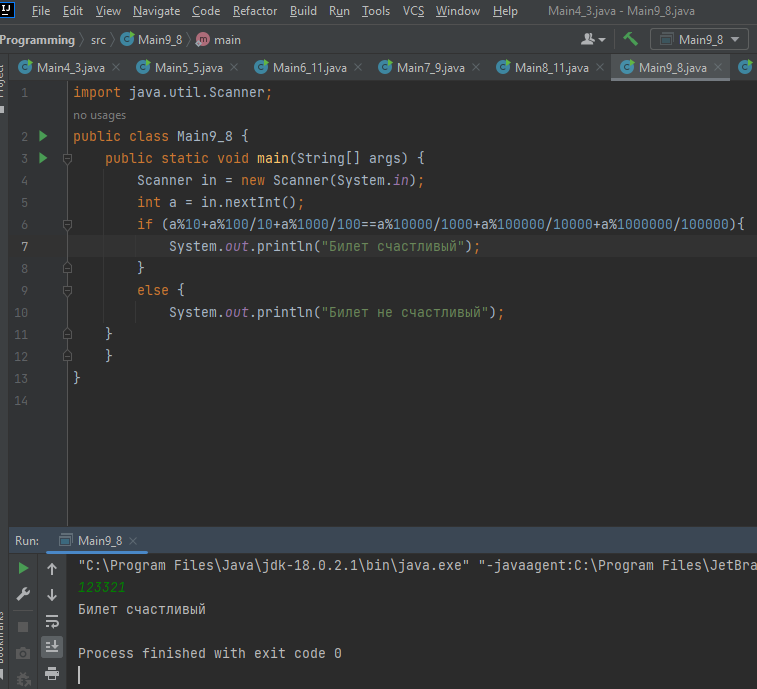 File Edit View Navigate Code Refactor Build Run Tools VCS Window Help Main4_3.java - Main9_8.java
Programming src Main9_8 main Main9_8
Main4_3.java Main5_5.java Main6_11.java Main7_9.java Main8_11.java Main9_8.java
1 import java.util.Scanner;
no usages
2 public class Main9_8 {
3 public static void main(String[] args) {
4 Scanner in = new Scanner(System.in);
5 int a = in.nextInt();
6 if (a%10+a%100/10+a%1000/100==a%10000/1000+a%100000/10000+a%1000000/100000){
7 System.out.println("Билет счастливый");
8 }
9 else {
10 System.out.println("Билет не счастливый");
11 }
12 }
13 }
14
Run: Main9_8
"C:\Program Files\Java\jdk-18.0.2.1\bin\java.exe" "-javaagent:C:\Program Files\JetBra
123321
Билет счастливый
Process finished with exit code 0